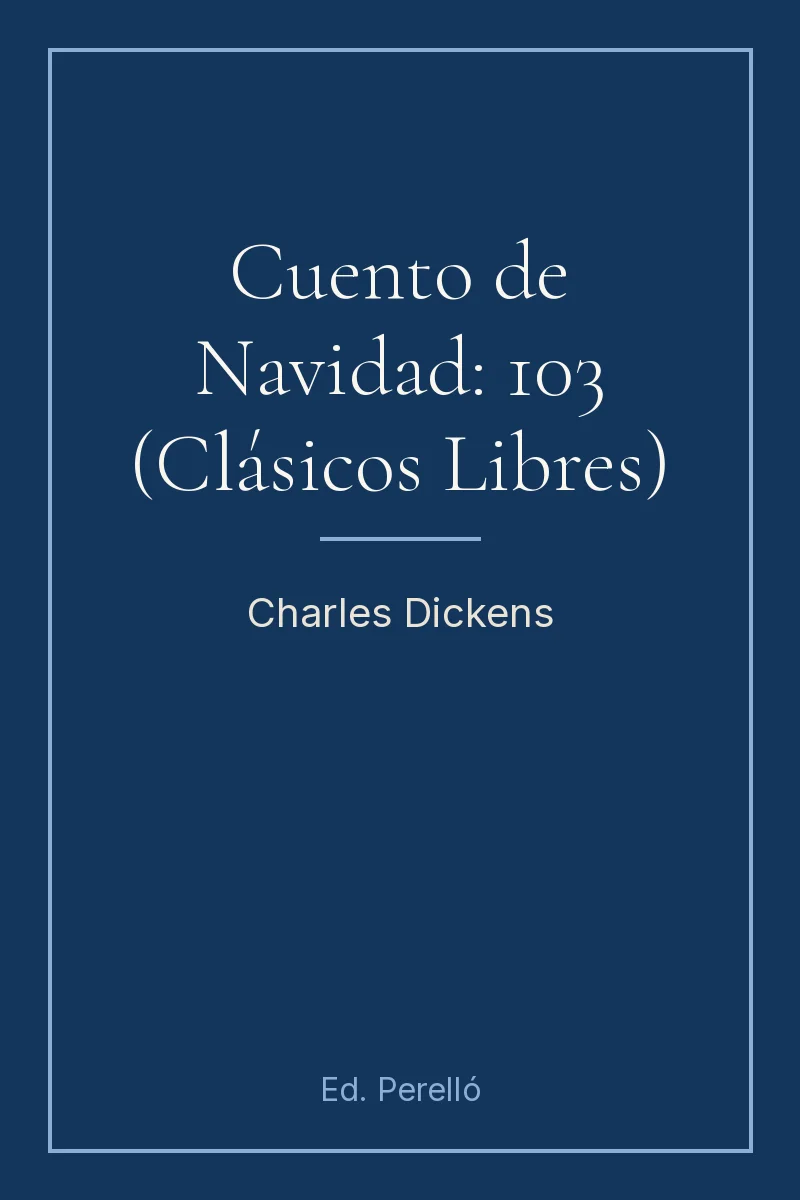 Cuento de
Navidad: 103
(Clásicos Libres)
Charles Dickens
Ed. Perelló